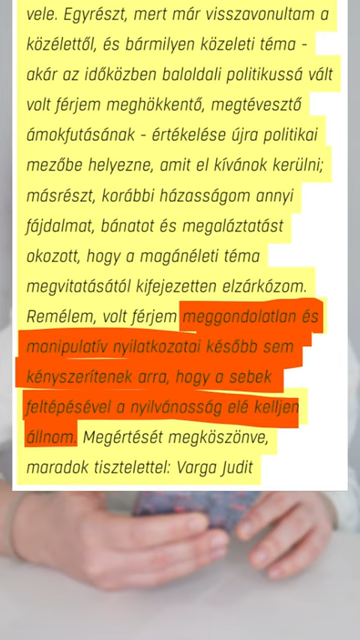 vele. Egyrészt, mert már visszavonultam a
közélettől, és bármilyen közeleti téma -
akár az időközben baloldali politikussá vált
volt férjem meghökkentő, megtévesztő
ámokfutásának - értékelése újra politikai
mezőbe helyezne, amit el kívánok kerülni;
másrészt, korábbi házasságom annyi
fájdalmat, bánatot és megaláztatást
okozott, hogy a magánéleti téma
megvitatásától kifejezetten elzárkózom.
Remélem, volt férjem meggondolatlan és
manipulatív nyilatkozatai később sem
kényszerítenek arra, hogy a sebek
feltépésével a nyilvánosság elé kelljen
állnom. Megértését megköszönve,
maradok tisztelettel: Varga Judit